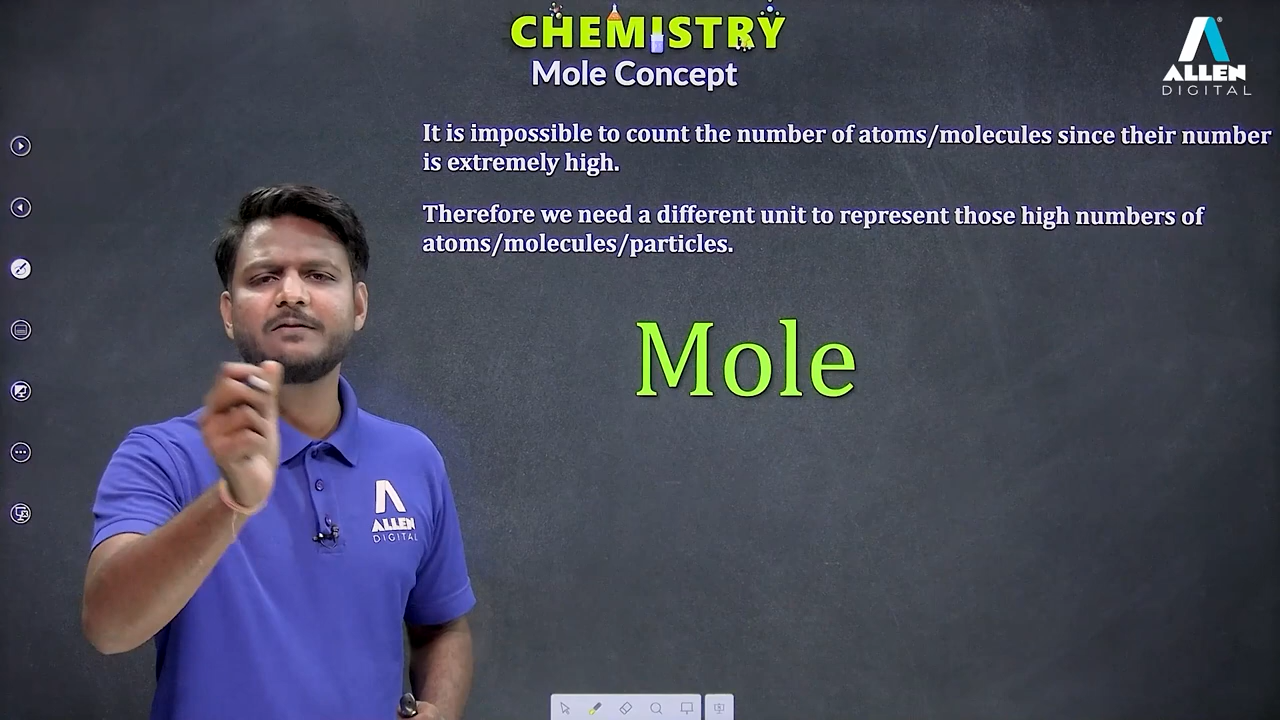 CHEMISTRY
Mole Concept
ALLEN
DIGITAL
It is impossible to count the number of atoms/molecules since their number
is extremely high.
Therefore we need a different unit to represent those high numbers of
atoms/molecules/particles.
Mole
ALLEN
DIGITAL